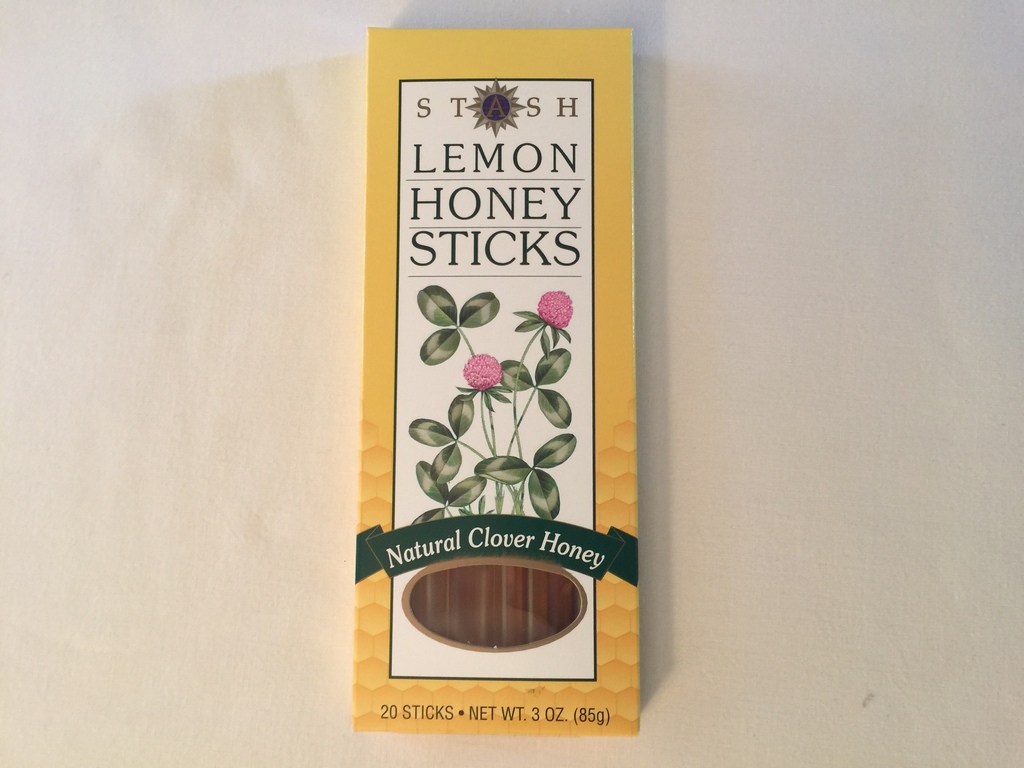 STASH
LEMON
HONEY
STICKS
Natural Clover Honey
20 STICKS • NET WT. 3 OZ. (85g)